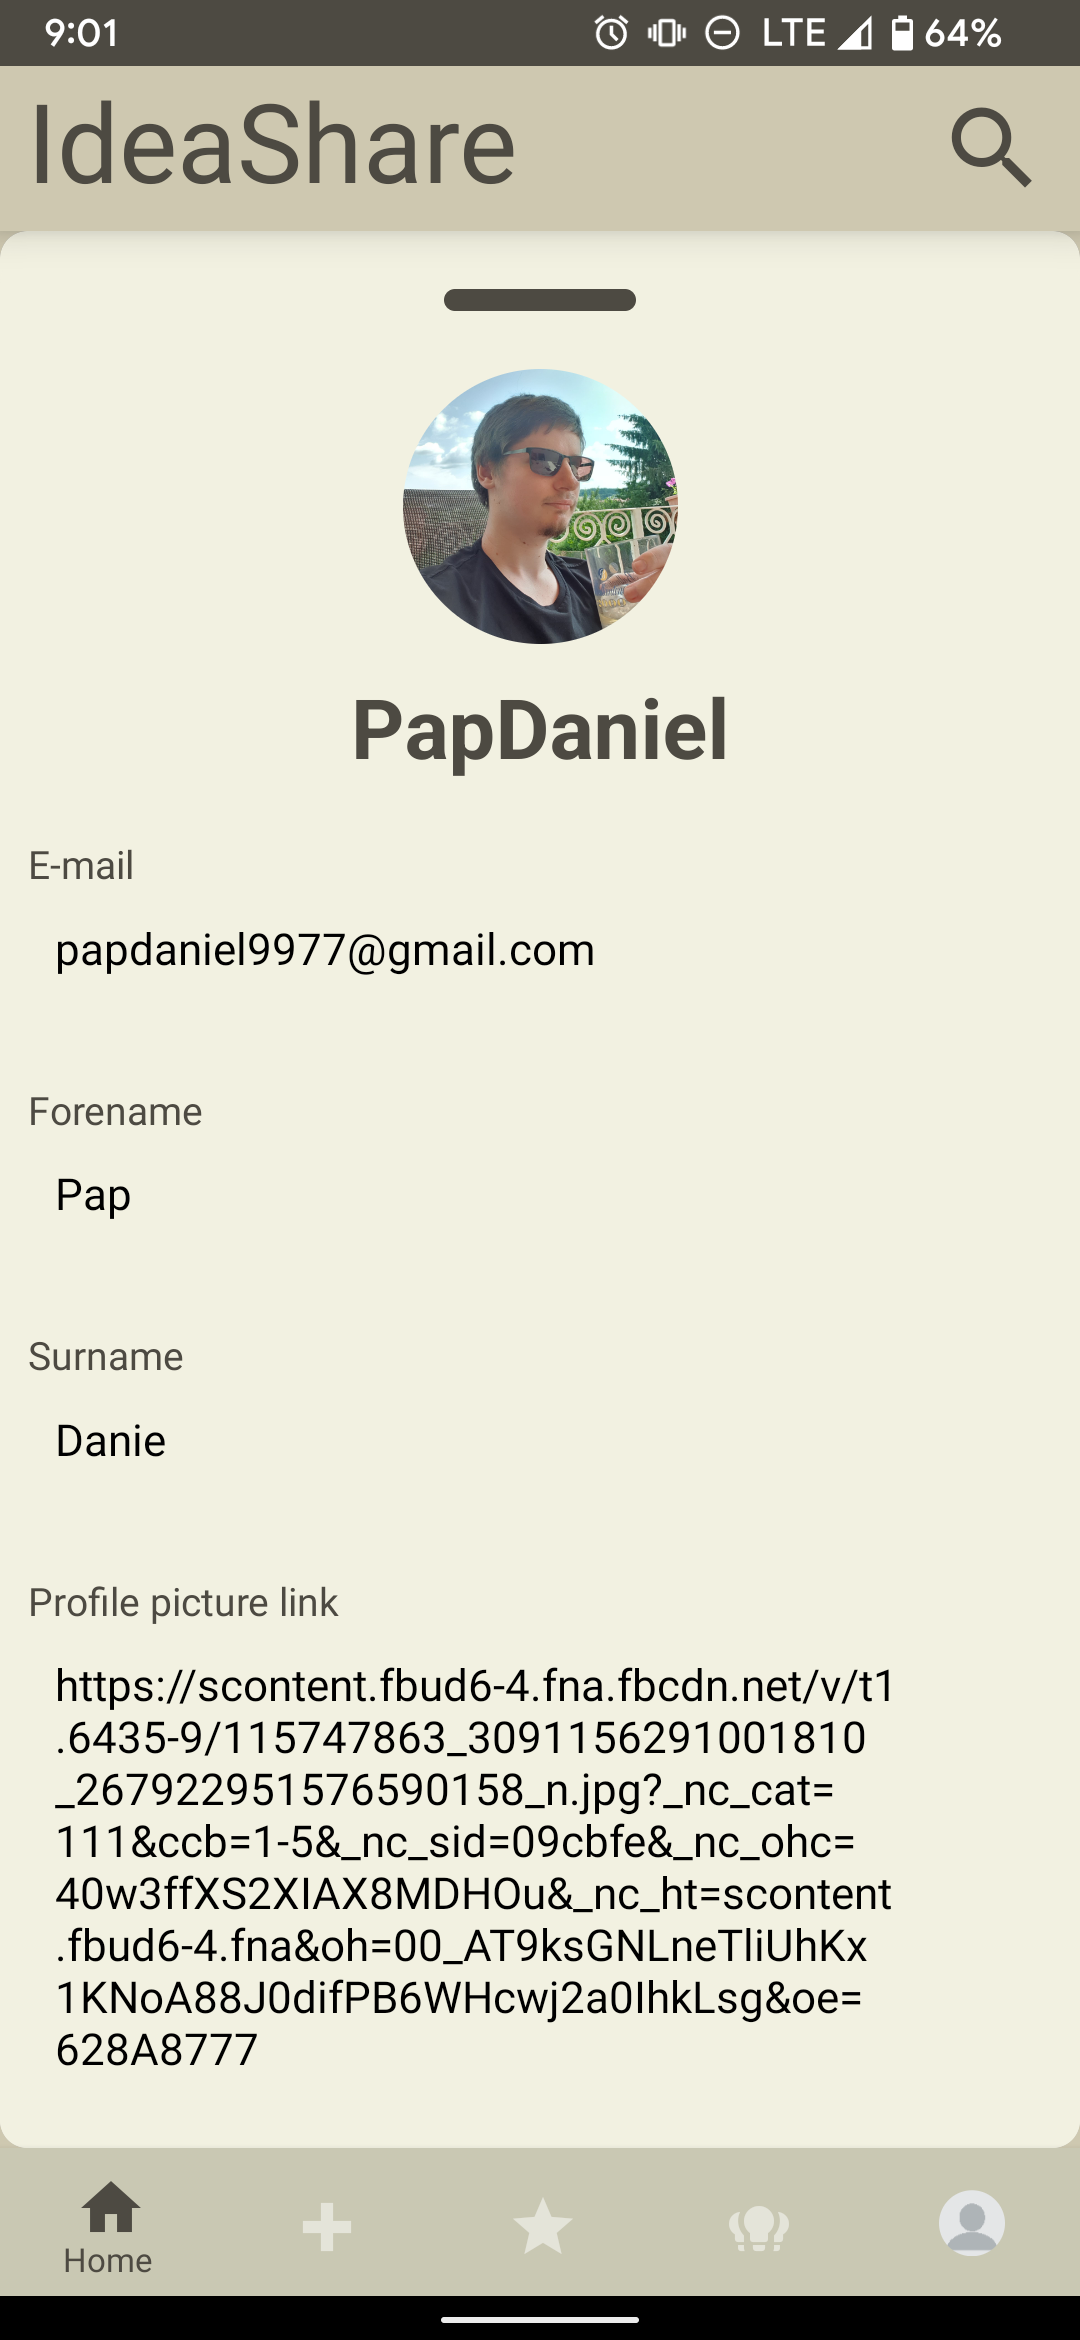 9:01 LTE 64%
IdeaShare
PapDaniel
E-mail
papdaniel9977@gmail.com
Forename
Pap
Surname
Danie
Profile picture link
https://scontent.fbud6-4.fna.fbcdn.net/v/t1
.6435-9/115747863_3091156291001810
_267922951576590158_n.jpg?_nc_cat=
111&ccb=1-5&_nc_sid=09cbfe&_nc_ohc=
40w3ffXS2XIAX8MDHOu&_nc_ht=scontent
.fbud6-4.fna&oh=00_AT9ksGNLneTliUhKx
1KNoA88J0difPB6WHcwj2a0IhkLsg&oe=
628A8777
Home